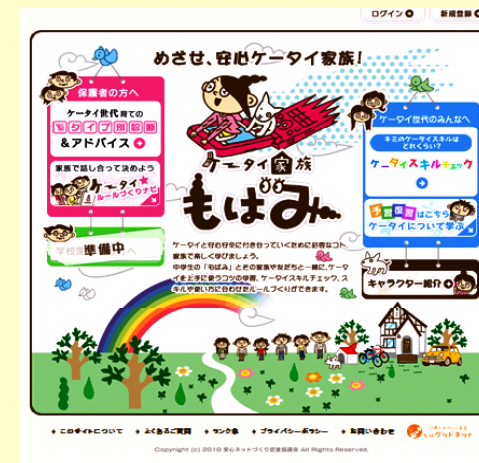 ログイン
新規登録
めざせ、安心ケータイ家族!
保護者の方へ
ケータイ世代育ての
タイプ別診断
&アドバイス
家族で話し合って決めよう
ケータイ
ルールづくりナビ
準備中
ケータイ家族
もばみ
ケータイと安心安全に付き合っていくために必要なコト、
家族で楽しく学びましょう。
中学生の「もばみ」とその家族や友だちと一緒に、ケータ
イを上手に使うコツの学習、ケータイスキルチェック、ス
キルや使い方に合わせたルールづくりができます。
ケータイ世代のみんなへ
キミのケータイスキルは
どれくらい?
ケータイスキルチェック
予習復習はこちら
ケータイについて学ぶ
キャラクター紹介
このサイトについて
よくあるご質問
リンク集
プライバシーポリシー
お問い合わせ
Copyright (c) 2010 安心ネットづくり促進協議会 All Rights Reserved.